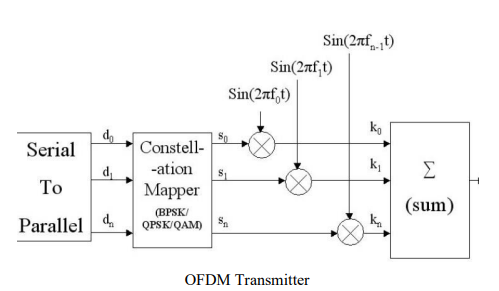 Sin(2πfₙ₋₁t)
Sin(2πf₁t)
Sin(2πf₀t)
Serial
To
Parallel
d₀
d₁
dₙ
Constell-
-ation
Mapper
(BPSK/
QPSK/QAM)
s₀
s₁
sₙ
k₀
k₁
kₙ
Σ
(sum)
OFDM Transmitter